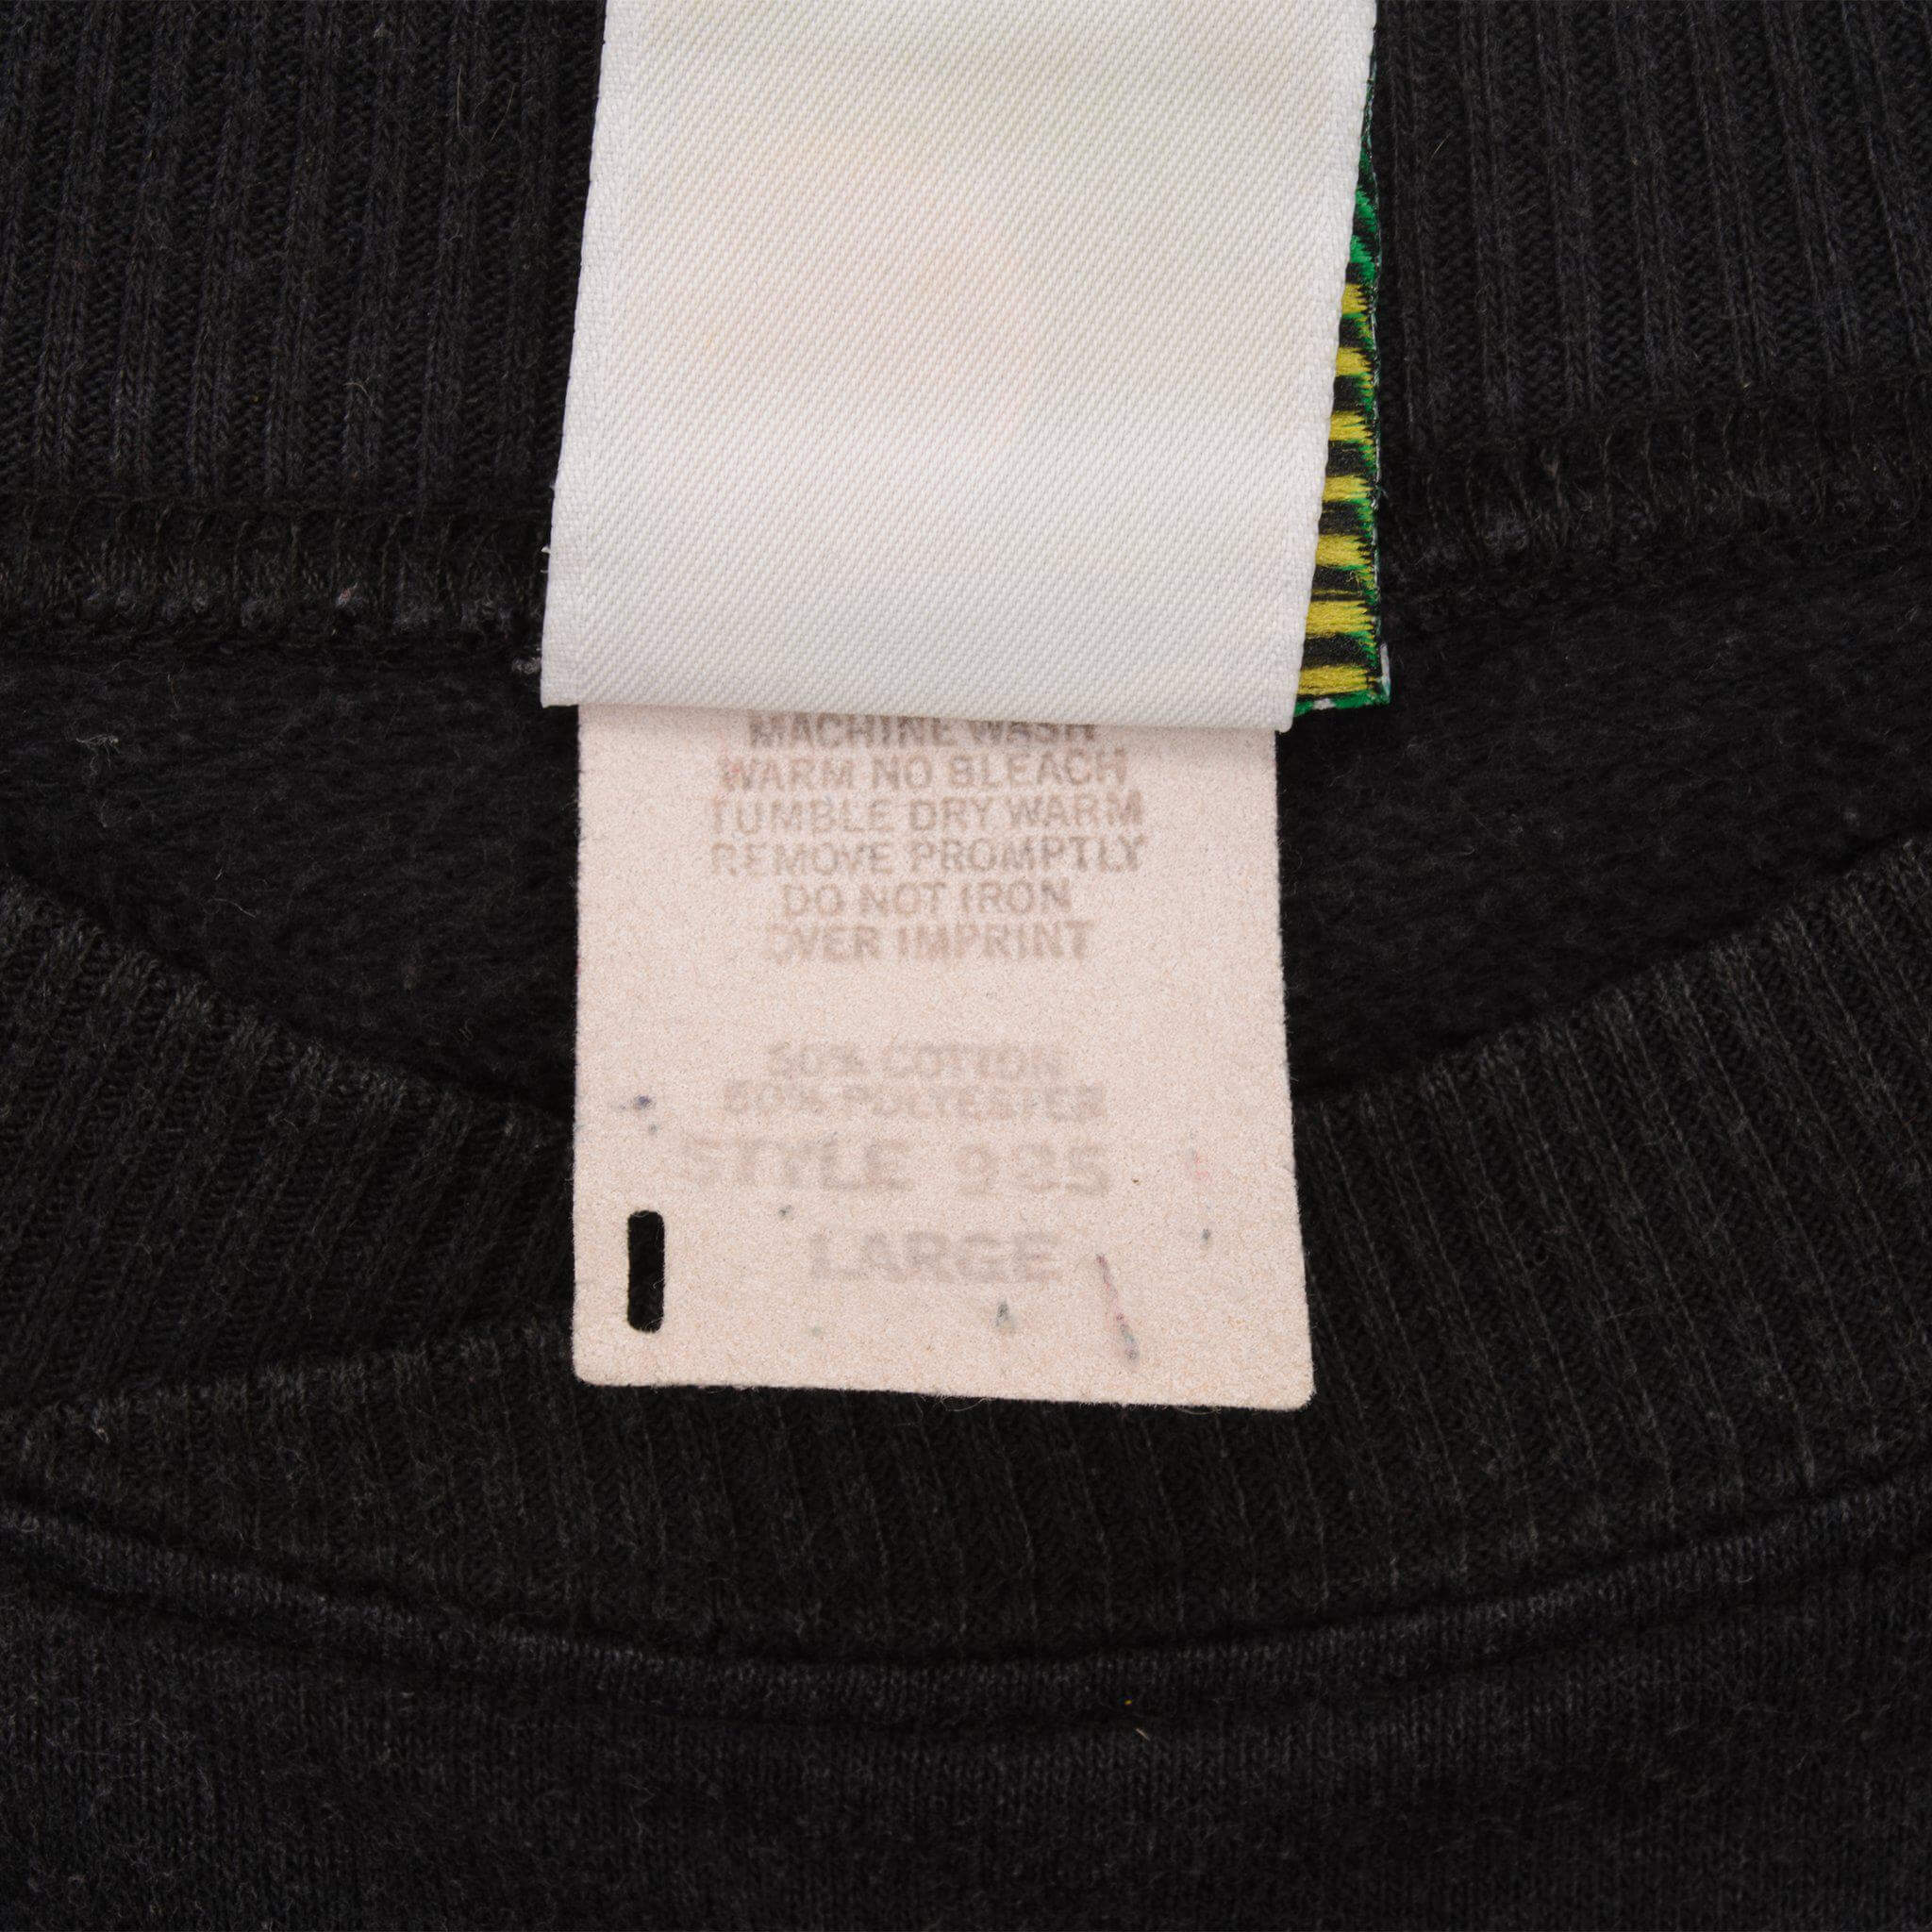 MACHINE WASH
WARM NO BLEACH
TUMBLE DRY WARM
REMOVE PROMPTLY
DO NOT IRON
OVER IMPRINT
50% COTTON
50% POLYESTER
STYLE 935
LARGE